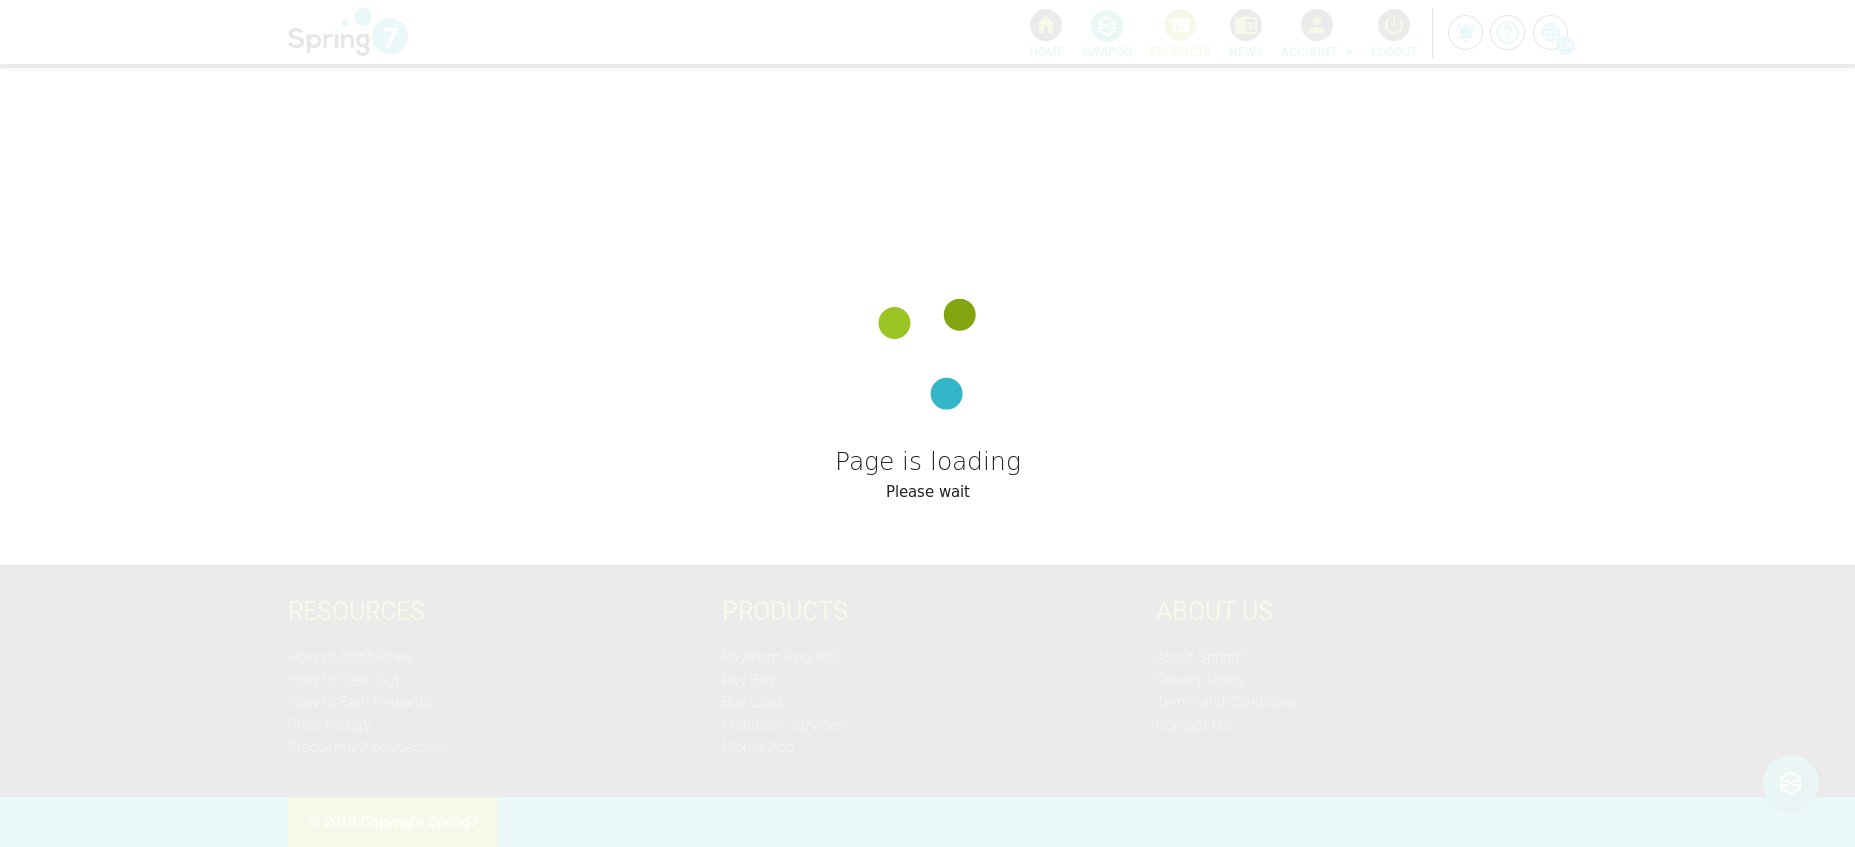 Spring7
HOME
SWAPOO
PRODUCTS
NEWS
ACCOUNT
LOGOUT
EN
Page is loading
Please wait
RESOURCES
How to Add Money
How to Cash Out
How to Earn Rewards
Price History
Frequently Ask Question
PRODUCTS
Payment Request
Pay Bills
Buy Load
Merchant Services
Mobile App
ABOUT US
About Spring7
Privacy Policy
Terms and Conditions
Contact Us
© 2018 Copyright Spring7